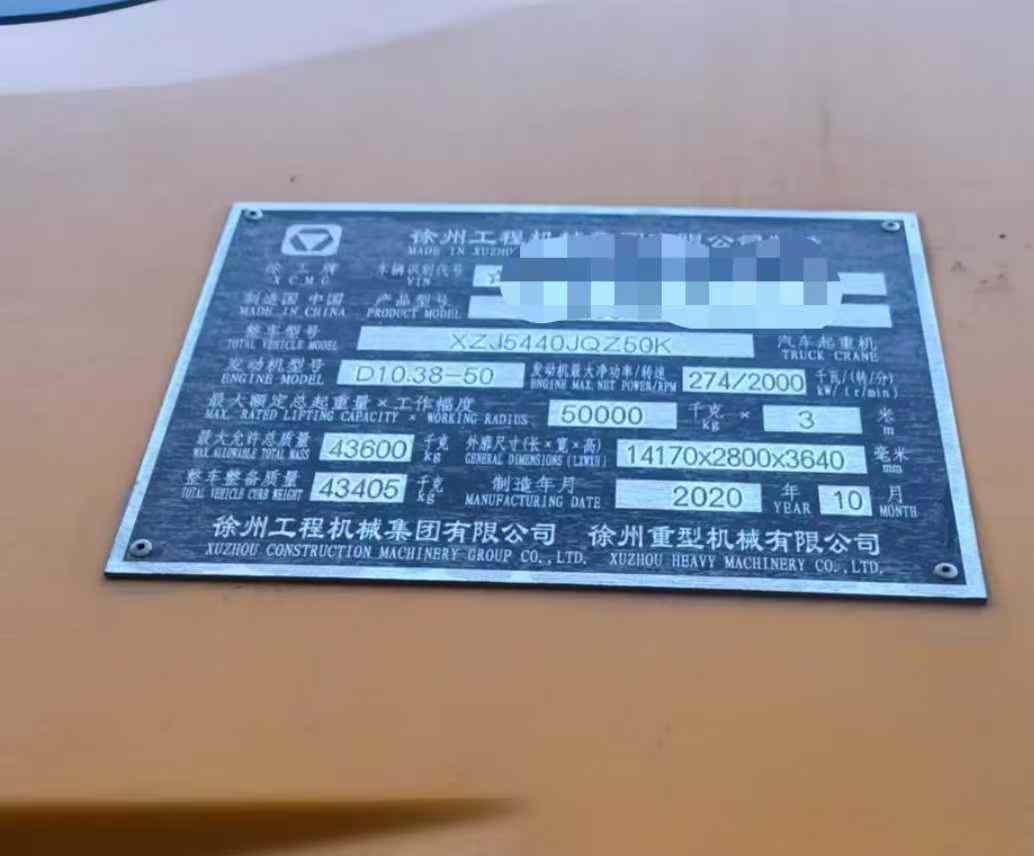 徐州工程机械集团有限公司
MADE IN XUZHO
徐工牌 车辆识别代号
XCMG VIN
制造国 中国 产品型号
MADE IN CHINA PRODUCT MODEL
整车型号 XZJ5440JQZ50K 汽车起重机
TOTAL VEHICLE MODEL TRUCK CRANE
发动机型号 D10.38-50 发动机最大净功率/转速 274/2000 千瓦/(转/分)
ENGINE MODEL ENGINE MAX. NET POWER/RPM kW/(r/min)
最大额定总起重量×工作幅度 50000 千克 × 3 米
MAX. RATED LIFTING CAPACITY × WORKING RADIUS kg m
最大允许总质量 43600 千克 外廓尺寸(长×宽×高) 14170x2800x3640 毫米
MAX. ALLOWABLE TOTAL MASS kg GENERAL DIMENSIONS (LXWXH) mm
整车整备质量 43405 千克 制造年月 2020 年 10 月
TOTAL VEHICLE CURB WEIGHT kg MANUFACTURING DATE YEAR MONTH
徐州工程机械集团有限公司 徐州重型机械有限公司
XUZHOU CONSTRUCTION MACHINERY GROUP CO.,LTD. XUZHOU HEAVY MACHINERY CO.,LTD.